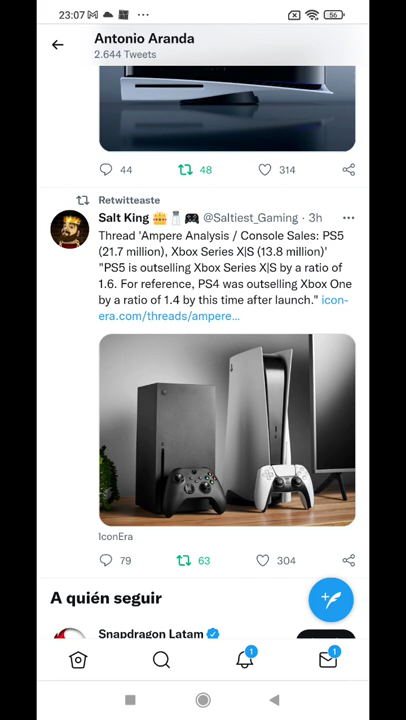 23:07
56
Antonio Aranda
2.644 Tweets
44 48 314
Retwitteaste
Salt King @Saltiest_Gaming · 3h
Thread 'Ampere Analysis / Console Sales: PS5
(21.7 million), Xbox Series X|S (13.8 million)'
"PS5 is outselling Xbox Series X|S by a ratio of
1.6. For reference, PS4 was outselling Xbox One
by a ratio of 1.4 by this time after launch." icon-
era.com/threads/ampere...
IconEra
79 63 304
A quién seguir
Snapdragon Latam
1 1